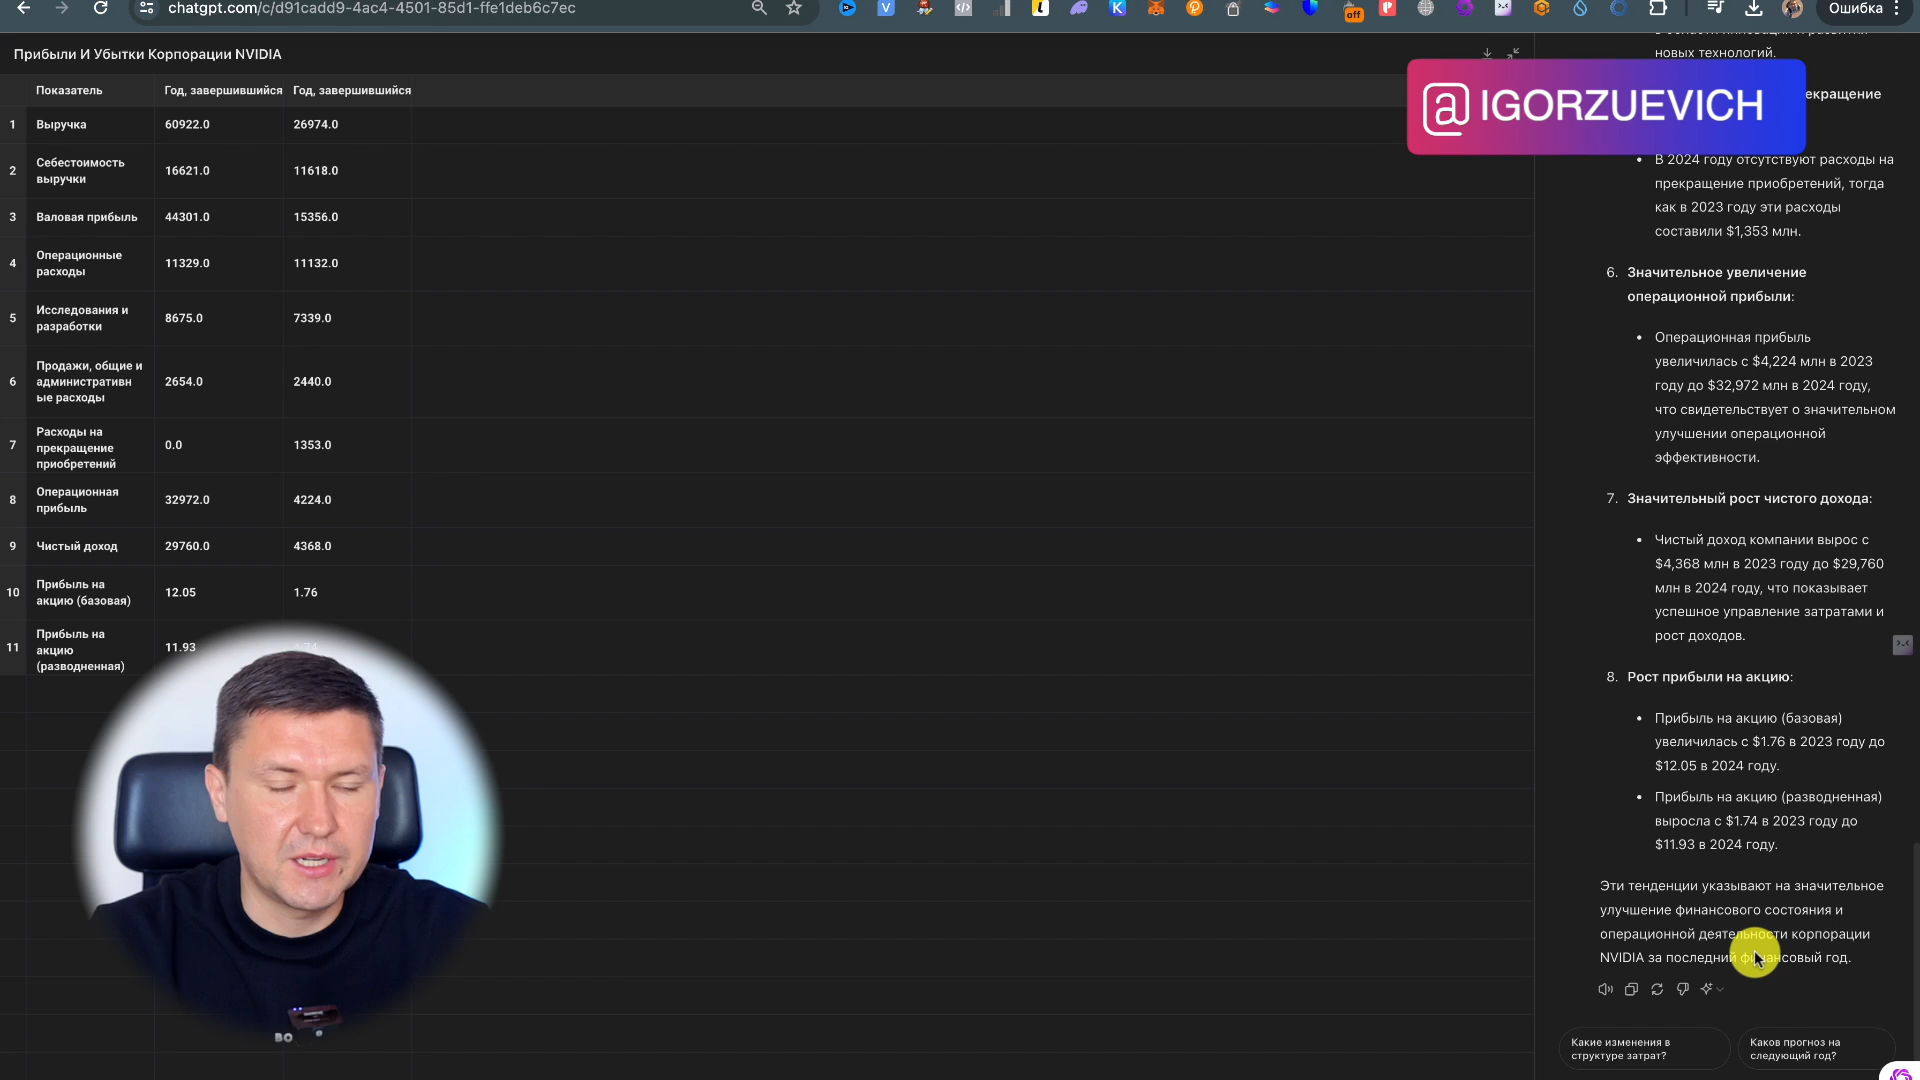 chatgpt.com/c/d91cadd9-4ac4-4501-85d1-ffe1deb6c7ec
off
Ошибка
Прибыли И Убытки Корпорации NVIDIA
Показатель Год, завершившийся Год, завершившийся
1 Выручка 60922.0 26974.0
2 Себестоимость выручки 16621.0 11618.0
3 Валовая прибыль 44301.0 15356.0
4 Операционные расходы 11329.0 11132.0
5 Исследования и разработки 8675.0 7339.0
6 Продажи, общие и административн ые расходы 2654.0 2440.0
7 Расходы на прекращение приобретений 0.0 1353.0
8 Операционная прибыль 32972.0 4224.0
9 Чистый доход 29760.0 4368.0
10 Прибыль на акцию (базовая) 12.05 1.76
11 Прибыль на акцию (разводненная) 11.93
BO
новых технологий.
@IGORZUEVICH
екращение
• В 2024 году отсутствуют расходы на
прекращение приобретений, тогда
как в 2023 году эти расходы
составили $1,353 млн.
6. Значительное увеличение
операционной прибыли:
• Операционная прибыль
увеличилась с $4,224 млн в 2023
году до $32,972 млн в 2024 году,
что свидетельствует о значительном
улучшении операционной
эффективности.
7. Значительный рост чистого дохода:
• Чистый доход компании вырос с
$4,368 млн в 2023 году до $29,760
млн в 2024 году, что показывает
успешное управление затратами и
рост доходов.
8. Рост прибыли на акцию:
• Прибыль на акцию (базовая)
увеличилась с $1.76 в 2023 году до
$12.05 в 2024 году.
• Прибыль на акцию (разводненная)
выросла с $1.74 в 2023 году до
$11.93 в 2024 году.
Эти тенденции указывают на значительное
улучшение финансового состояния и
операционной деятельности корпорации
NVIDIA за последний финансовый год.
Какие изменения в
структуре затрат?
Каков прогноз на
следующий год?